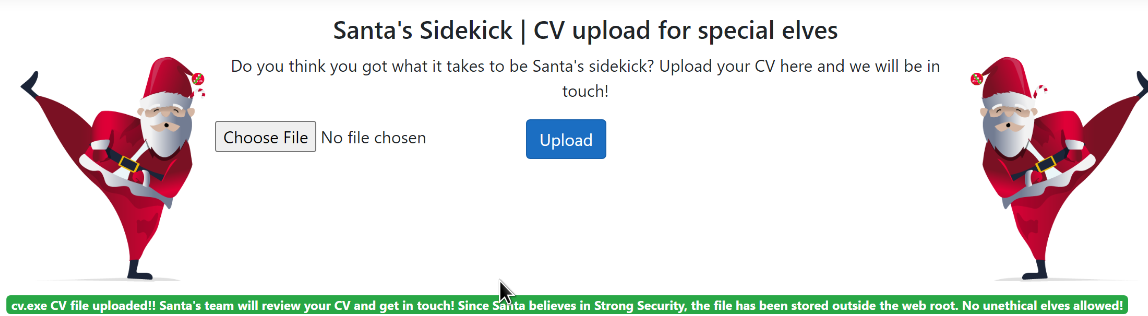 Santa's Sidekick | CV upload for special elves
Do you think you got what it takes to be Santa's sidekick? Upload your CV here and we will be in
touch!
Choose File No file chosen
Upload
cv.exe CV file uploaded!! Santa's team will review your CV and get in touch! Since Santa believes in Strong Security, the file has been stored outside the web root. No unethical elves allowed!